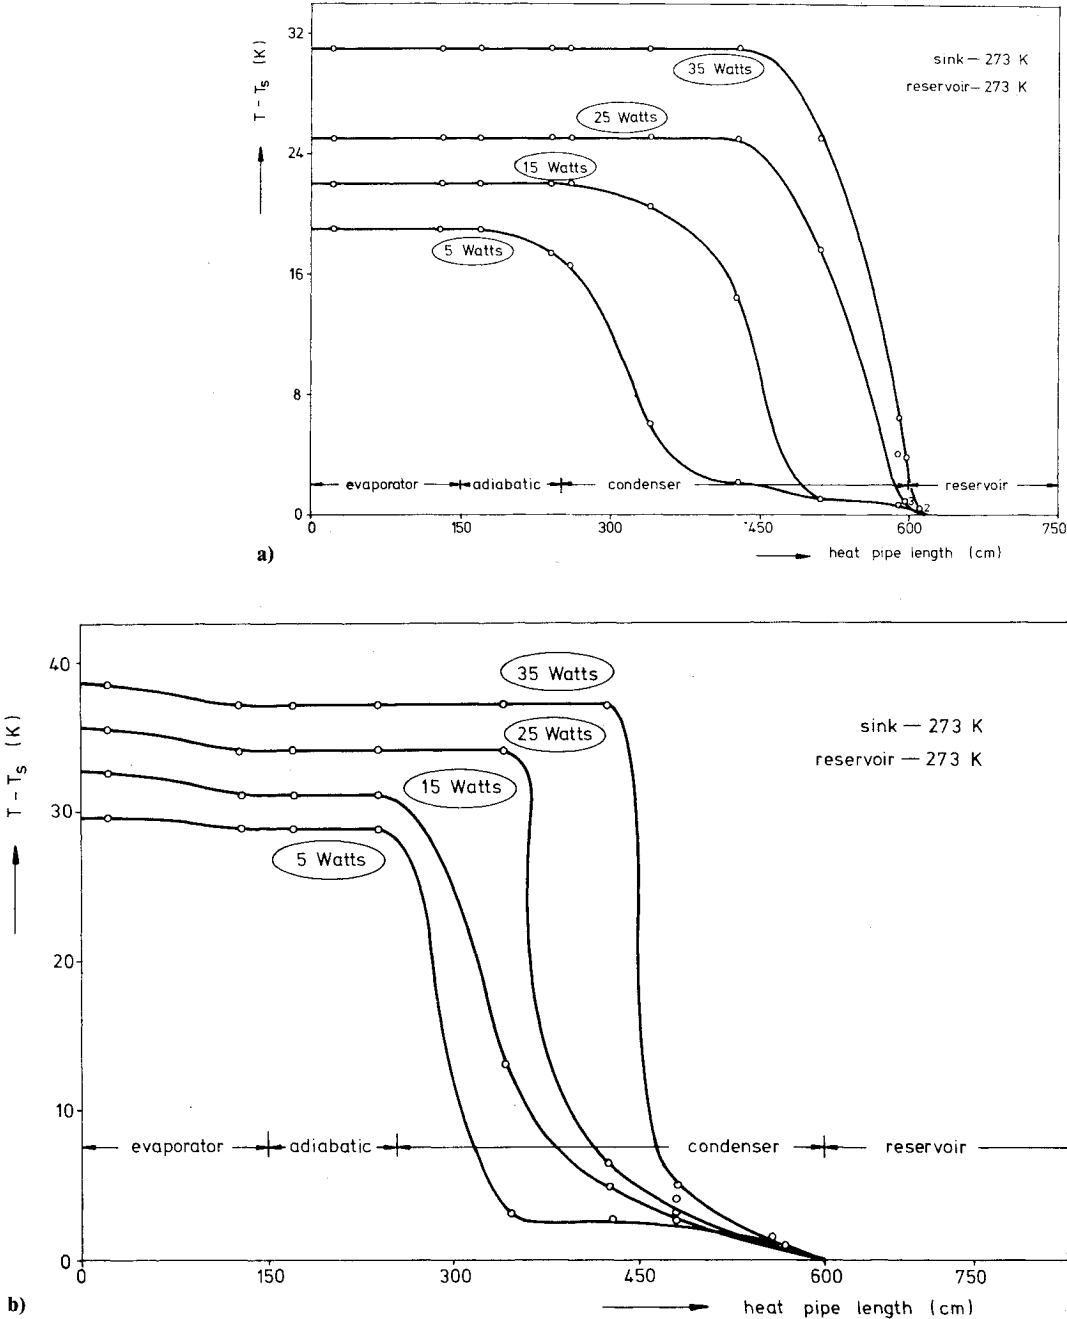 32
T – Tₛ (K)
sink — 273 K
35 Watts
reservoir — 273 K
25 Watts
24
15 Watts
5 Watts
16
8
evaporator
adiabatic
condenser
reservoir
3
2
0
0
300
450
600
750
a)
heat pipe length (cm)
40
35 Watts
T – Tₛ (K)
sink — 273 K
25 Watts
reservoir — 273 K
15 Watts
30
5 Watts
20
10
evaporator
adiabatic
condenser
reservoir
0
0
150
300
450
600
750
b)
heat pipe length (cm)